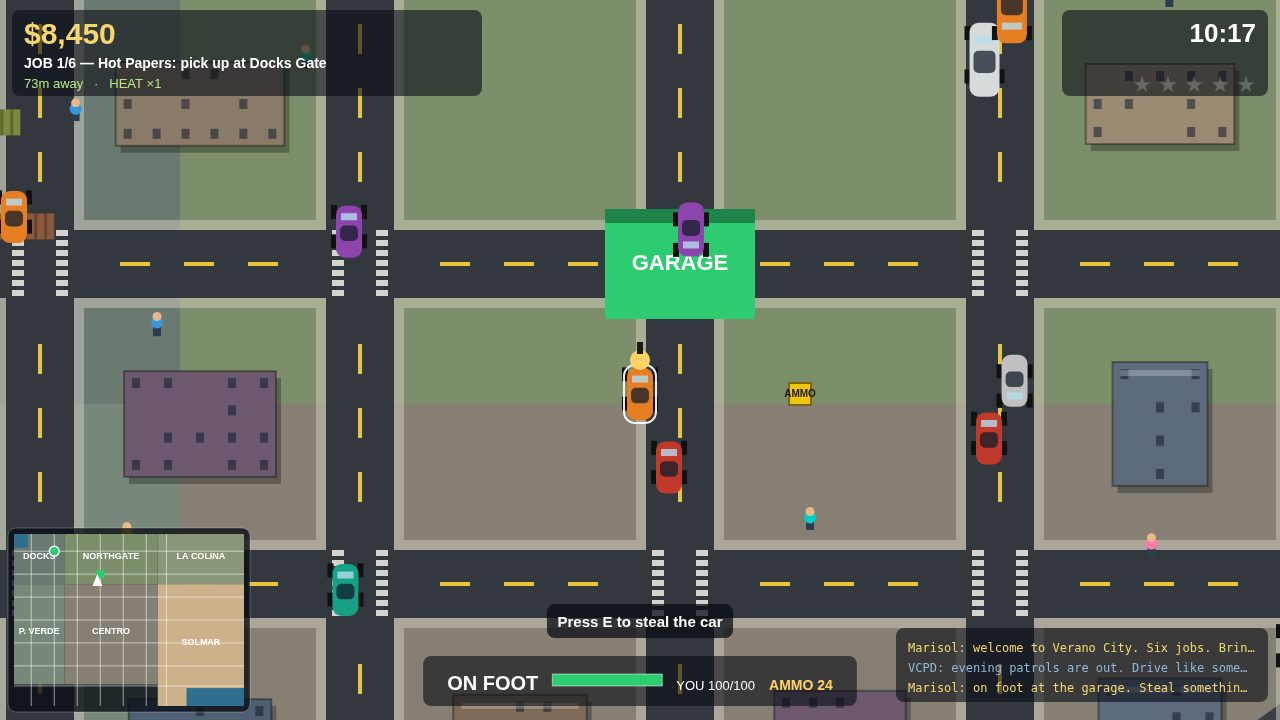 $8,450
JOB 1/6 — Hot Papers: pick up at Docks Gate
73m away · HEAT ×1
10:17
★ ★ ★ ★ ★
GARAGE
AMMO
DOCKS
NORTHGATE
LA COLINA
P. VERDE
CENTRO
SOLMAR
Press E to steal the car
ON FOOT
YOU 100/100
AMMO 24
Marisol: welcome to Verano City. Six jobs. Brin…
VCPD: evening patrols are out. Drive like some…
Marisol: on foot at the garage. Steal somethin…